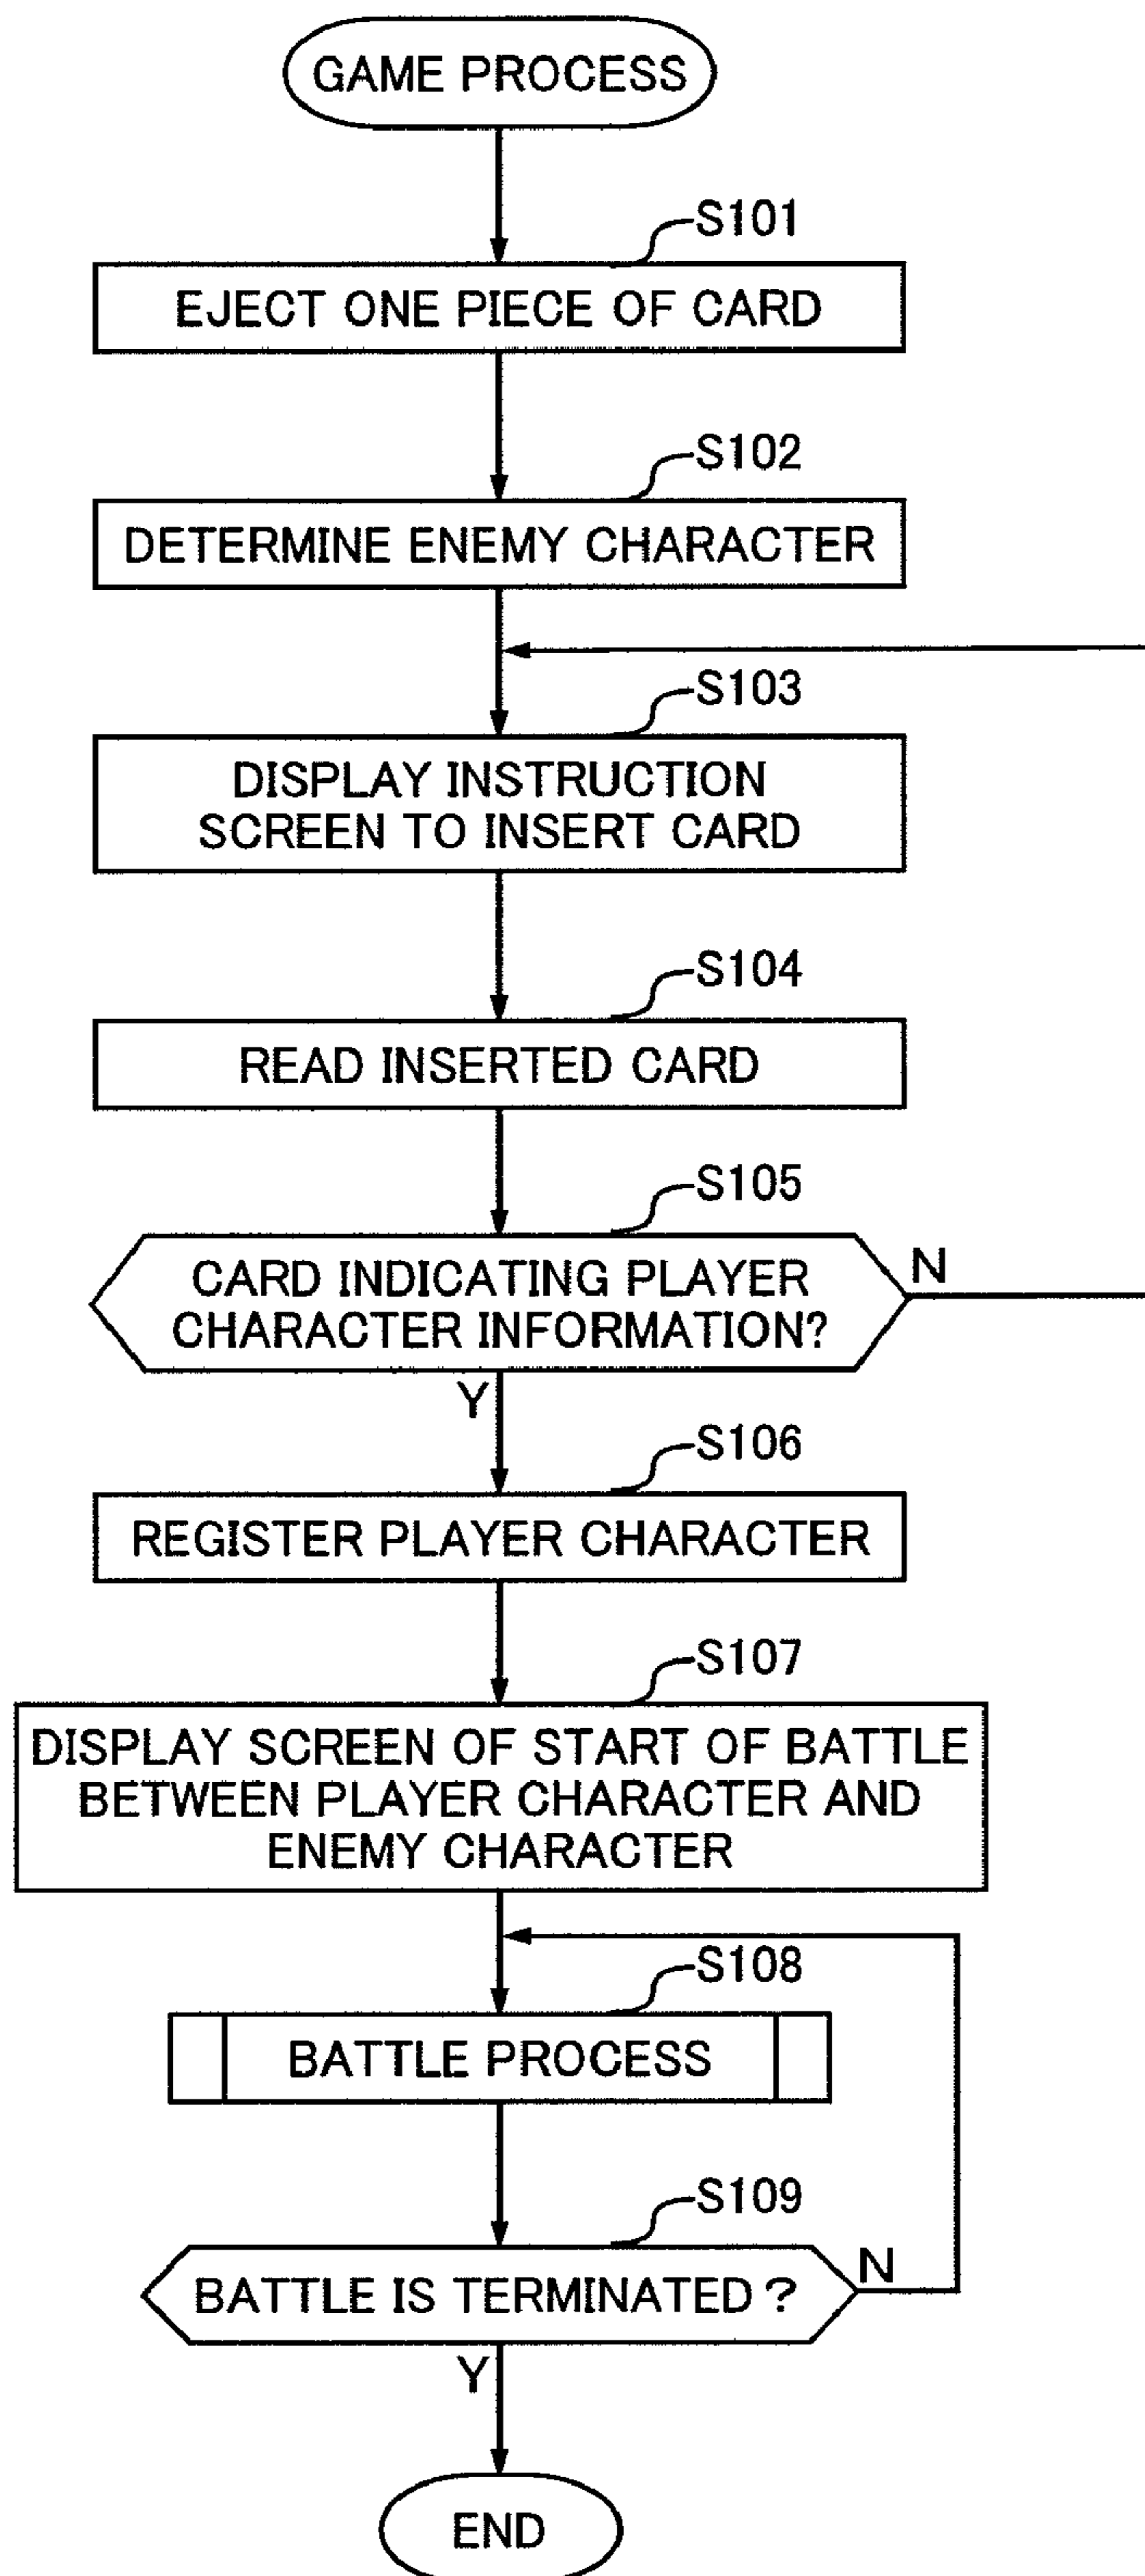 GAME PROCESS
S101
EJECT ONE PIECE OF CARD
S102
DETERMINE ENEMY CHARACTER
S103
DISPLAY INSTRUCTION
SCREEN TO INSERT CARD
S104
READ INSERTED CARD
S105
CARD INDICATING PLAYER
CHARACTER INFORMATION?
N
Y
S106
REGISTER PLAYER CHARACTER
S107
DISPLAY SCREEN OF START OF BATTLE
BETWEEN PLAYER CHARACTER AND
ENEMY CHARACTER
S108
BATTLE PROCESS
S109
BATTLE IS TERMINATED ?
N
Y
END